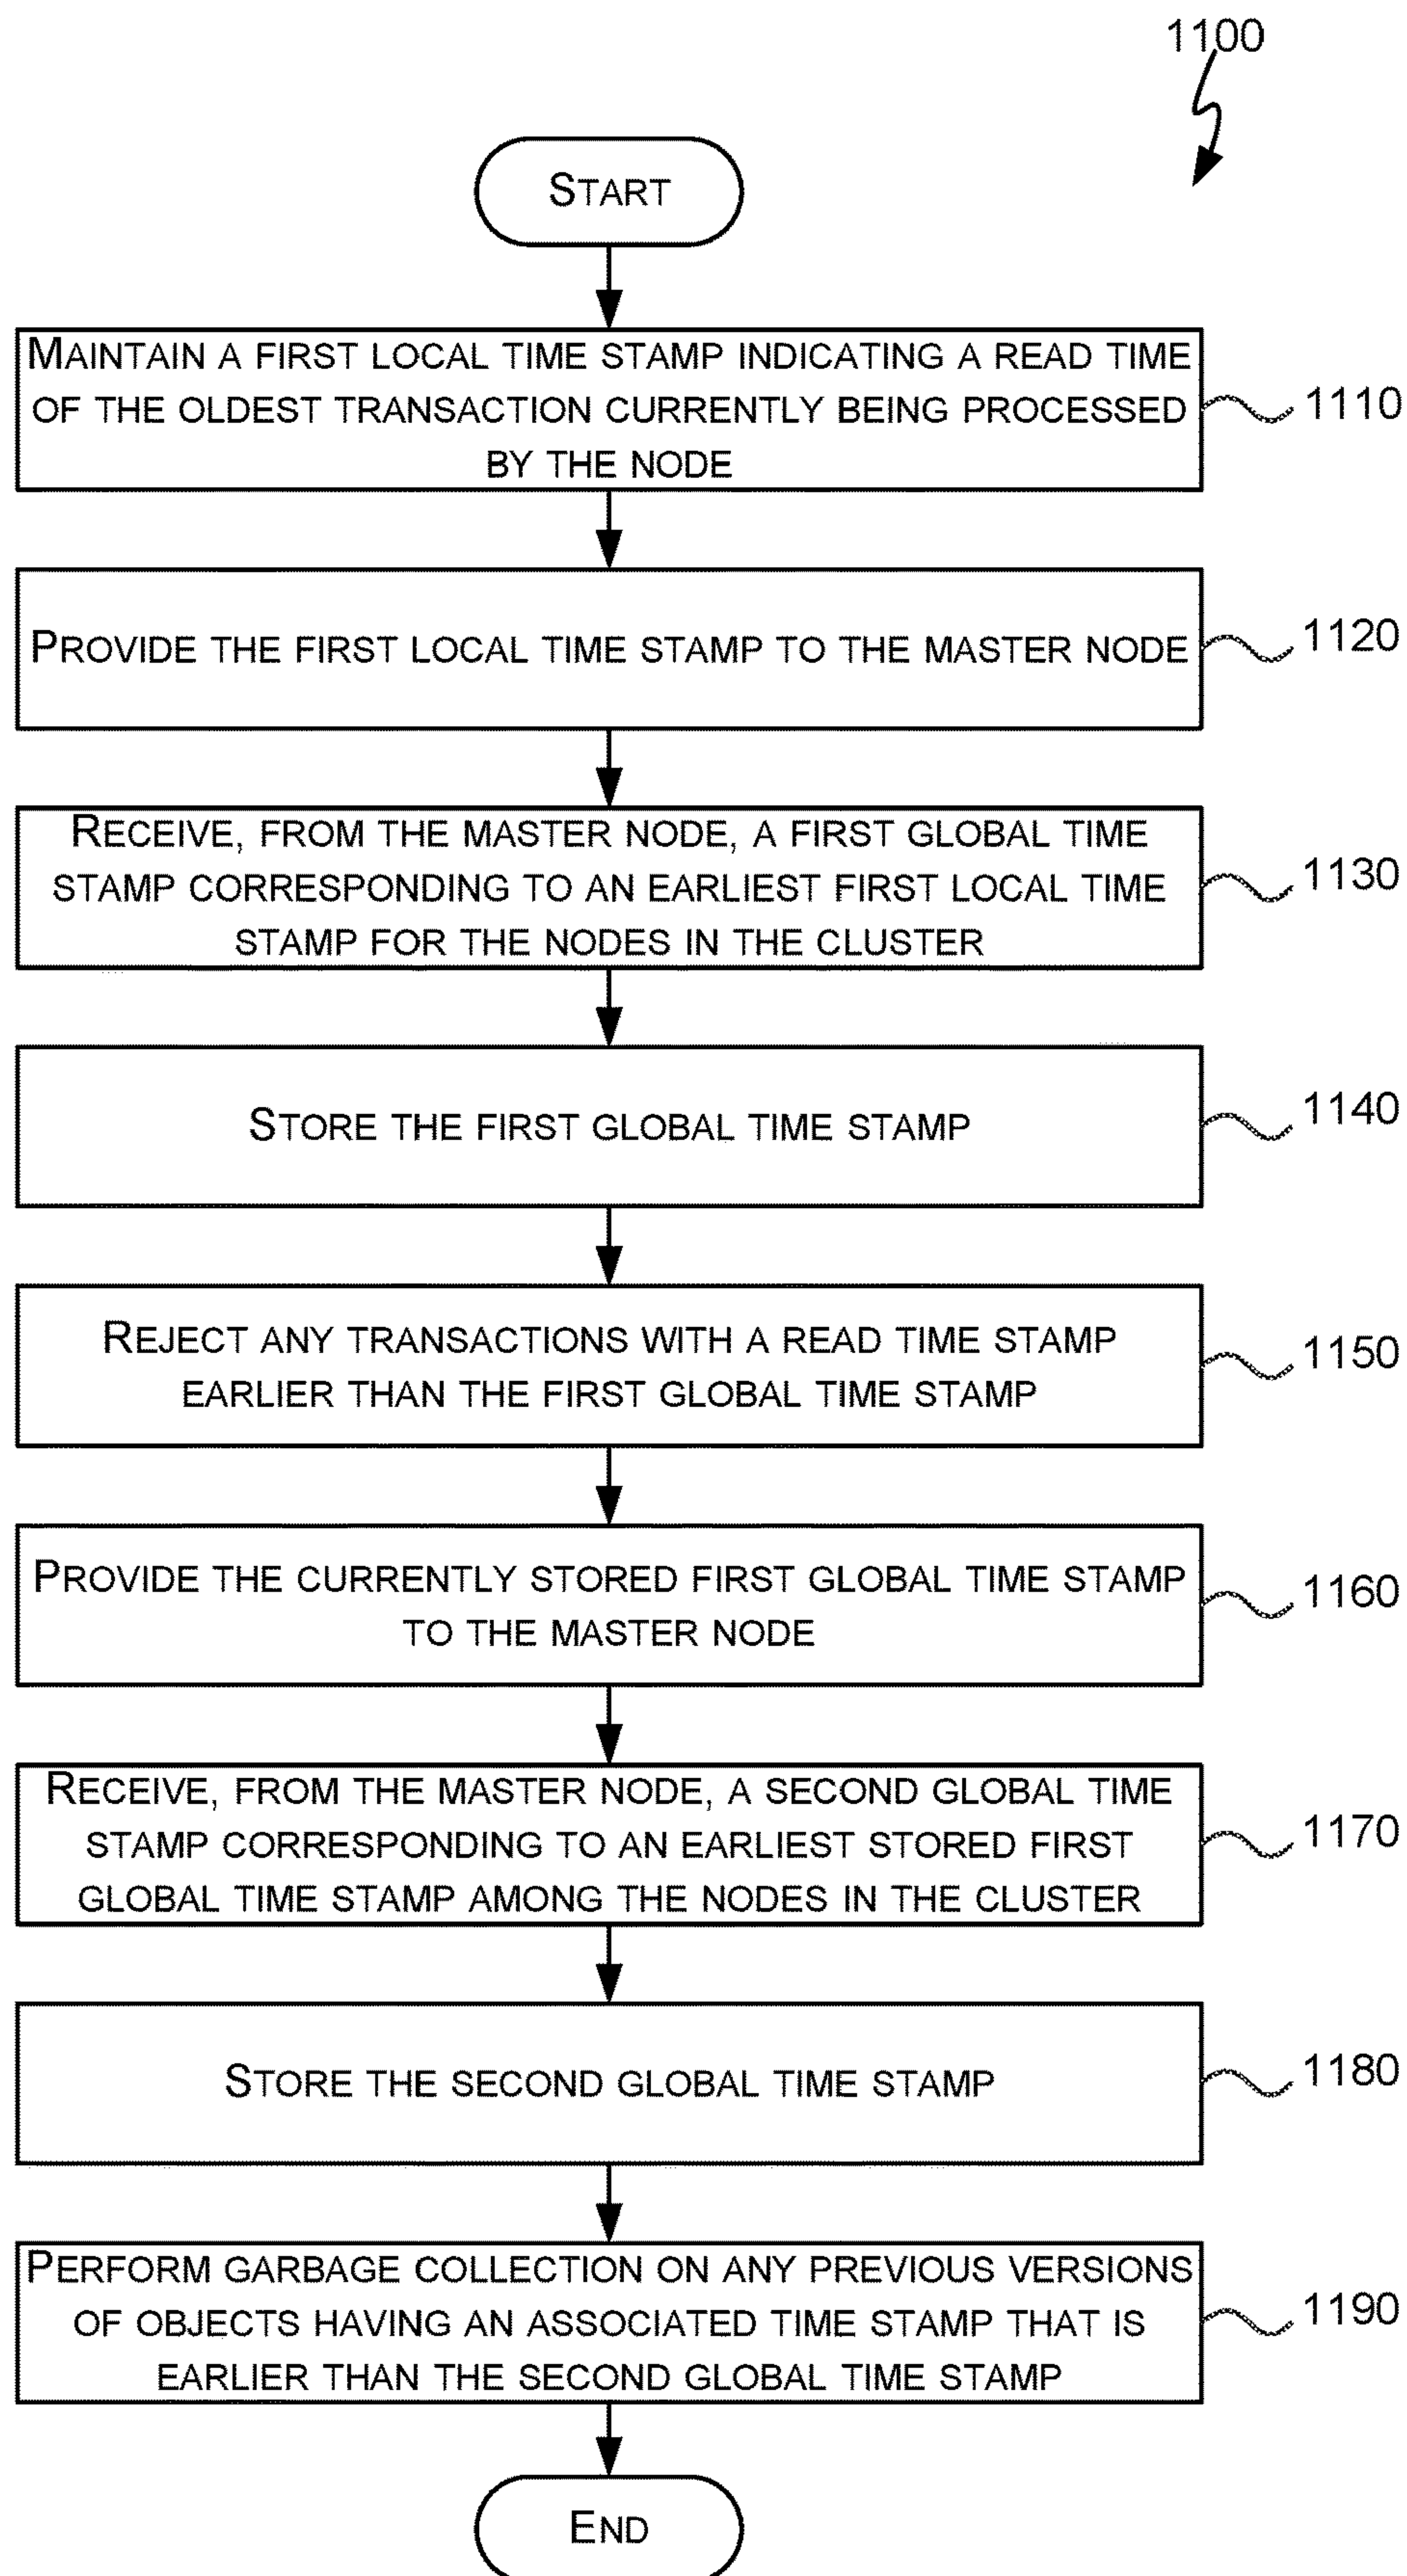 1100
START
MAINTAIN A FIRST LOCAL TIME STAMP INDICATING A READ TIME
OF THE OLDEST TRANSACTION CURRENTLY BEING PROCESSED
BY THE NODE
1110
PROVIDE THE FIRST LOCAL TIME STAMP TO THE MASTER NODE
1120
RECEIVE, FROM THE MASTER NODE, A FIRST GLOBAL TIME
STAMP CORRESPONDING TO AN EARLIEST FIRST LOCAL TIME
STAMP FOR THE NODES IN THE CLUSTER
1130
STORE THE FIRST GLOBAL TIME STAMP
1140
REJECT ANY TRANSACTIONS WITH A READ TIME STAMP
EARLIER THAN THE FIRST GLOBAL TIME STAMP
1150
PROVIDE THE CURRENTLY STORED FIRST GLOBAL TIME STAMP
TO THE MASTER NODE
1160
RECEIVE, FROM THE MASTER NODE, A SECOND GLOBAL TIME
STAMP CORRESPONDING TO AN EARLIEST STORED FIRST
GLOBAL TIME STAMP AMONG THE NODES IN THE CLUSTER
1170
STORE THE SECOND GLOBAL TIME STAMP
1180
PERFORM GARBAGE COLLECTION ON ANY PREVIOUS VERSIONS
OF OBJECTS HAVING AN ASSOCIATED TIME STAMP THAT IS
EARLIER THAN THE SECOND GLOBAL TIME STAMP
1190
END